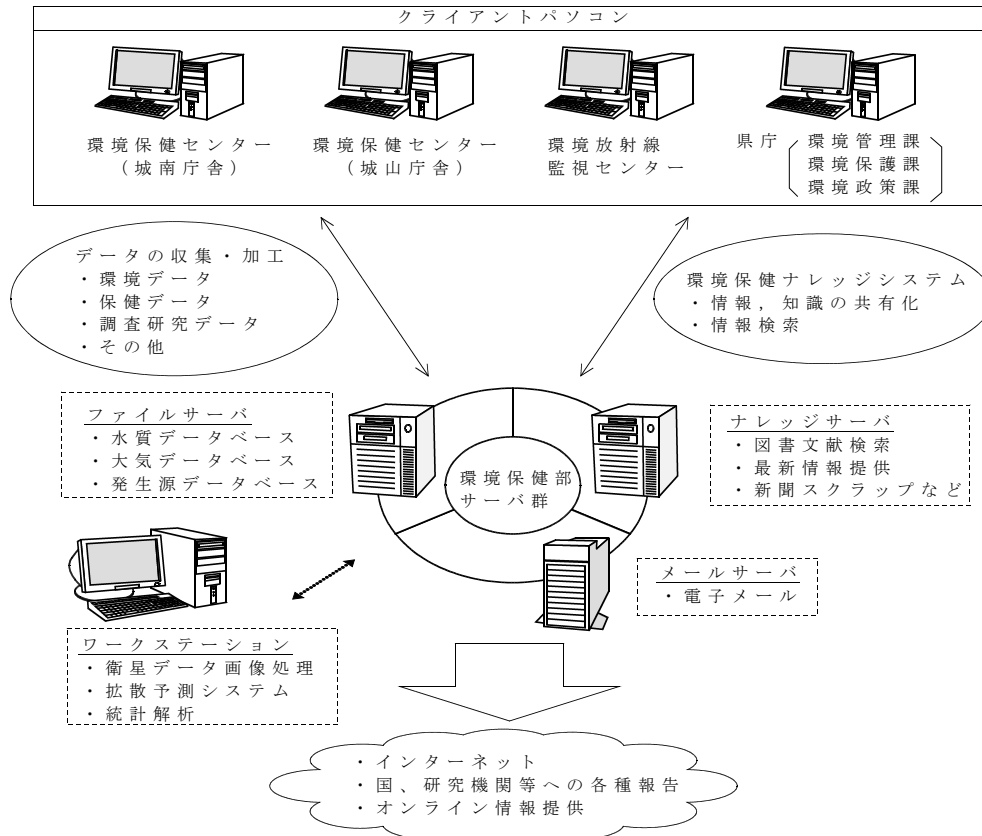 クライアントパソコン
環境保健センター
（城南庁舎）
環境保健センター
（城山庁舎）
環境放射線
監視センター
県庁
環境管理課
環境保護課
環境政策課
データの収集・加工
・環境データ
・保健データ
・調査研究データ
・その他
環境保健ナレッジシステム
・情報，知識の共有化
・情報検索
ファイルサーバ
・水質データベース
・大気データベース
・発生源データベース
環境保健部
サーバ群
ナレッジサーバ
・図書文献検索
・最新情報提供
・新聞スクラップなど
メールサーバ
・電子メール
ワークステーション
・衛星データ画像処理
・拡散予測システム
・統計解析
・インターネット
・国、研究機関等への各種報告
・オンライン情報提供